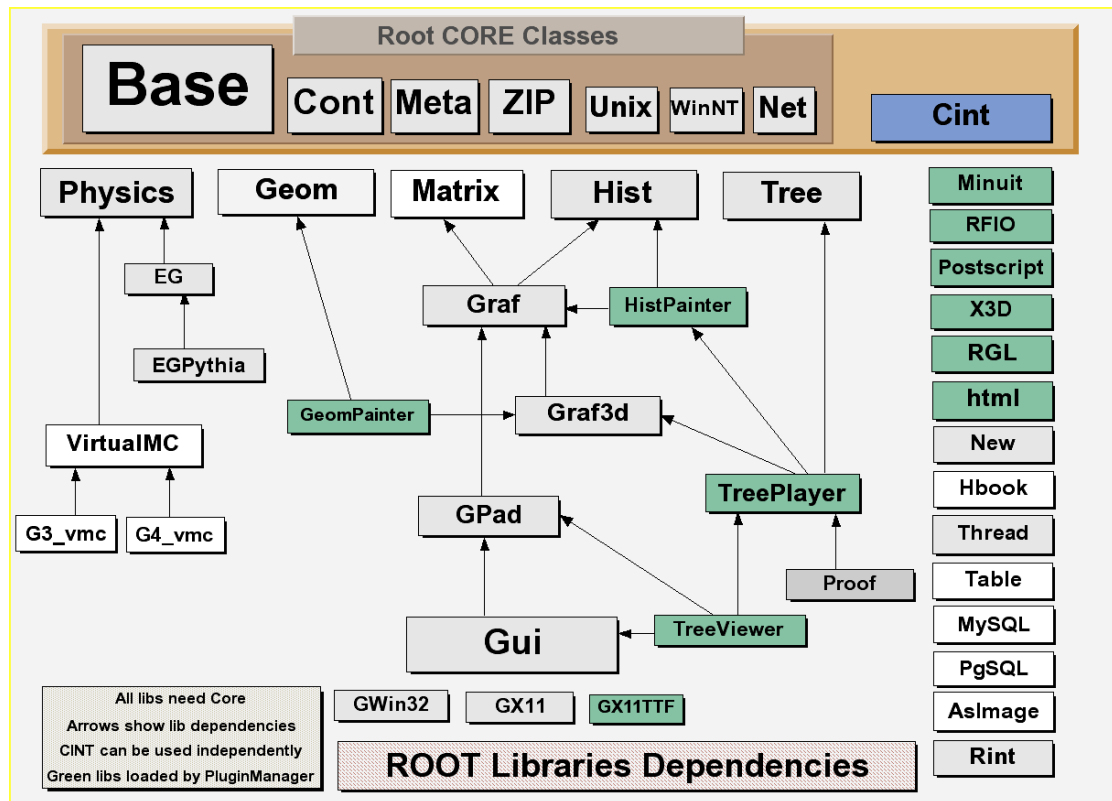 Root CORE Classes
Base
Cont
Meta
ZIP
Unix
WinNT
Net
Cint
Physics
Geom
Matrix
Hist
Tree
Minuit
RFIO
EG
Postscript
Graf
HistPainter
X3D
RGL
EGPythia
html
GeomPainter
Graf3d
New
VirtualMC
TreePlayer
Hbook
G3_vmc
G4_vmc
GPad
Thread
Proof
Table
Gui
TreeViewer
MySQL
PgSQL
All libs need Core
Arrows show lib dependencies
CINT can be used independently
Green libs loaded by PluginManager
GWin32
GX11
GX11TTF
AsImage
ROOT Libraries Dependencies
Rint